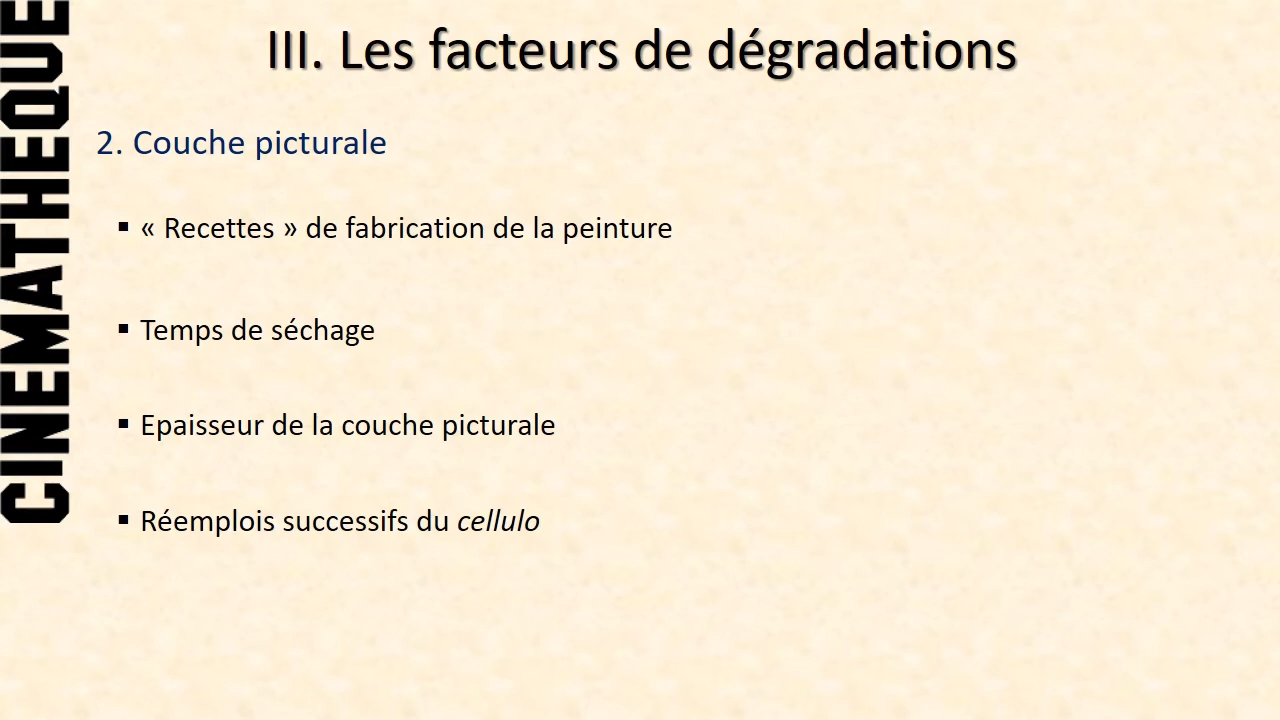 CINEMATHEQUE
III. Les facteurs de dégradations
2. Couche picturale
▪ « Recettes » de fabrication de la peinture
▪ Temps de séchage
▪ Epaisseur de la couche picturale
▪ Réemplois successifs du cellulo